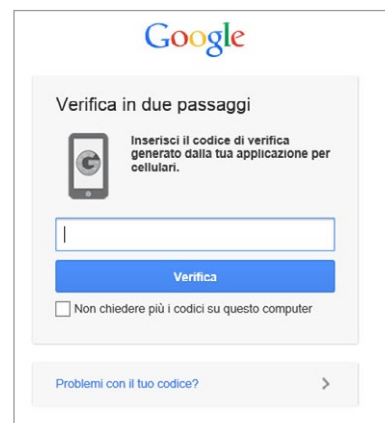 Google
Verifica in due passaggi
Inserisci il codice di verifica
generato dalla tua applicazione per
cellulari.
Verifica
Non chiedere più i codici su questo computer
Problemi con il tuo codice?